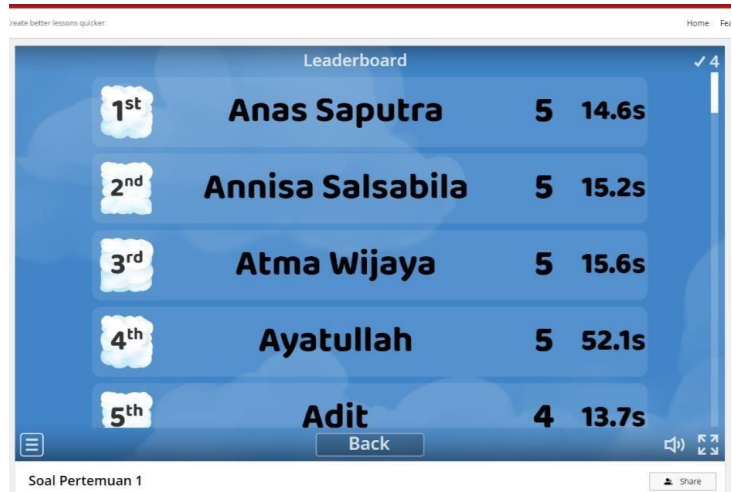 Create better lessons quicker Home
Leaderboard ✓ 4
1st Anas Saputra 5 14.6s
2nd Annisa Salsabila 5 15.2s
3rd Atma Wijaya 5 15.6s
4th Ayatullah 5 52.1s
5th Adit 4 13.7s
Back
Soal Pertemuan 1 Share